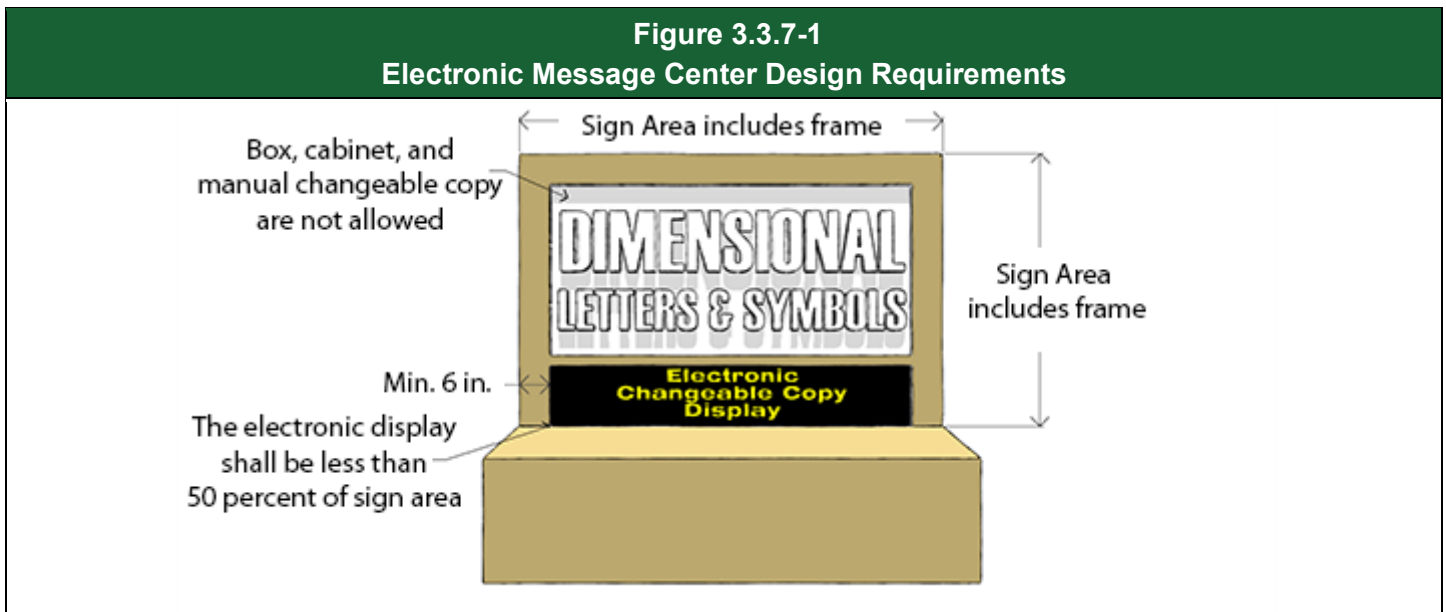 Figure 3.3.7-1
Electronic Message Center Design Requirements
Sign Area includes frame
Box, cabinet, and
manual changeable copy
are not allowed
DIMENSIONAL
LETTERS & SYMBOLS
Sign Area
includes frame
Min. 6 in.
Electronic
Changeable Copy
Display
The electronic display
shall be less than
50 percent of sign area